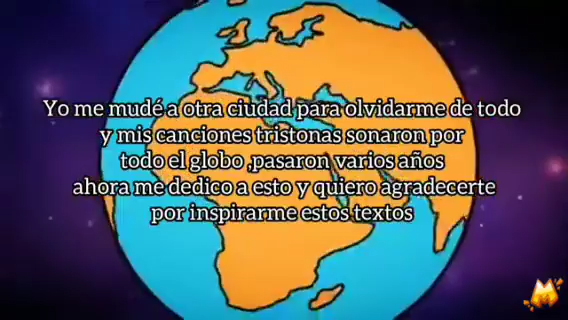 Yo me mudé a otra ciudad para olvidarme de todo
y mis canciones tristonas sonaron por
todo el globo ,pasaron varios años
ahora me dedico a esto y quiero agradecerte
por inspirarme estos textos
M